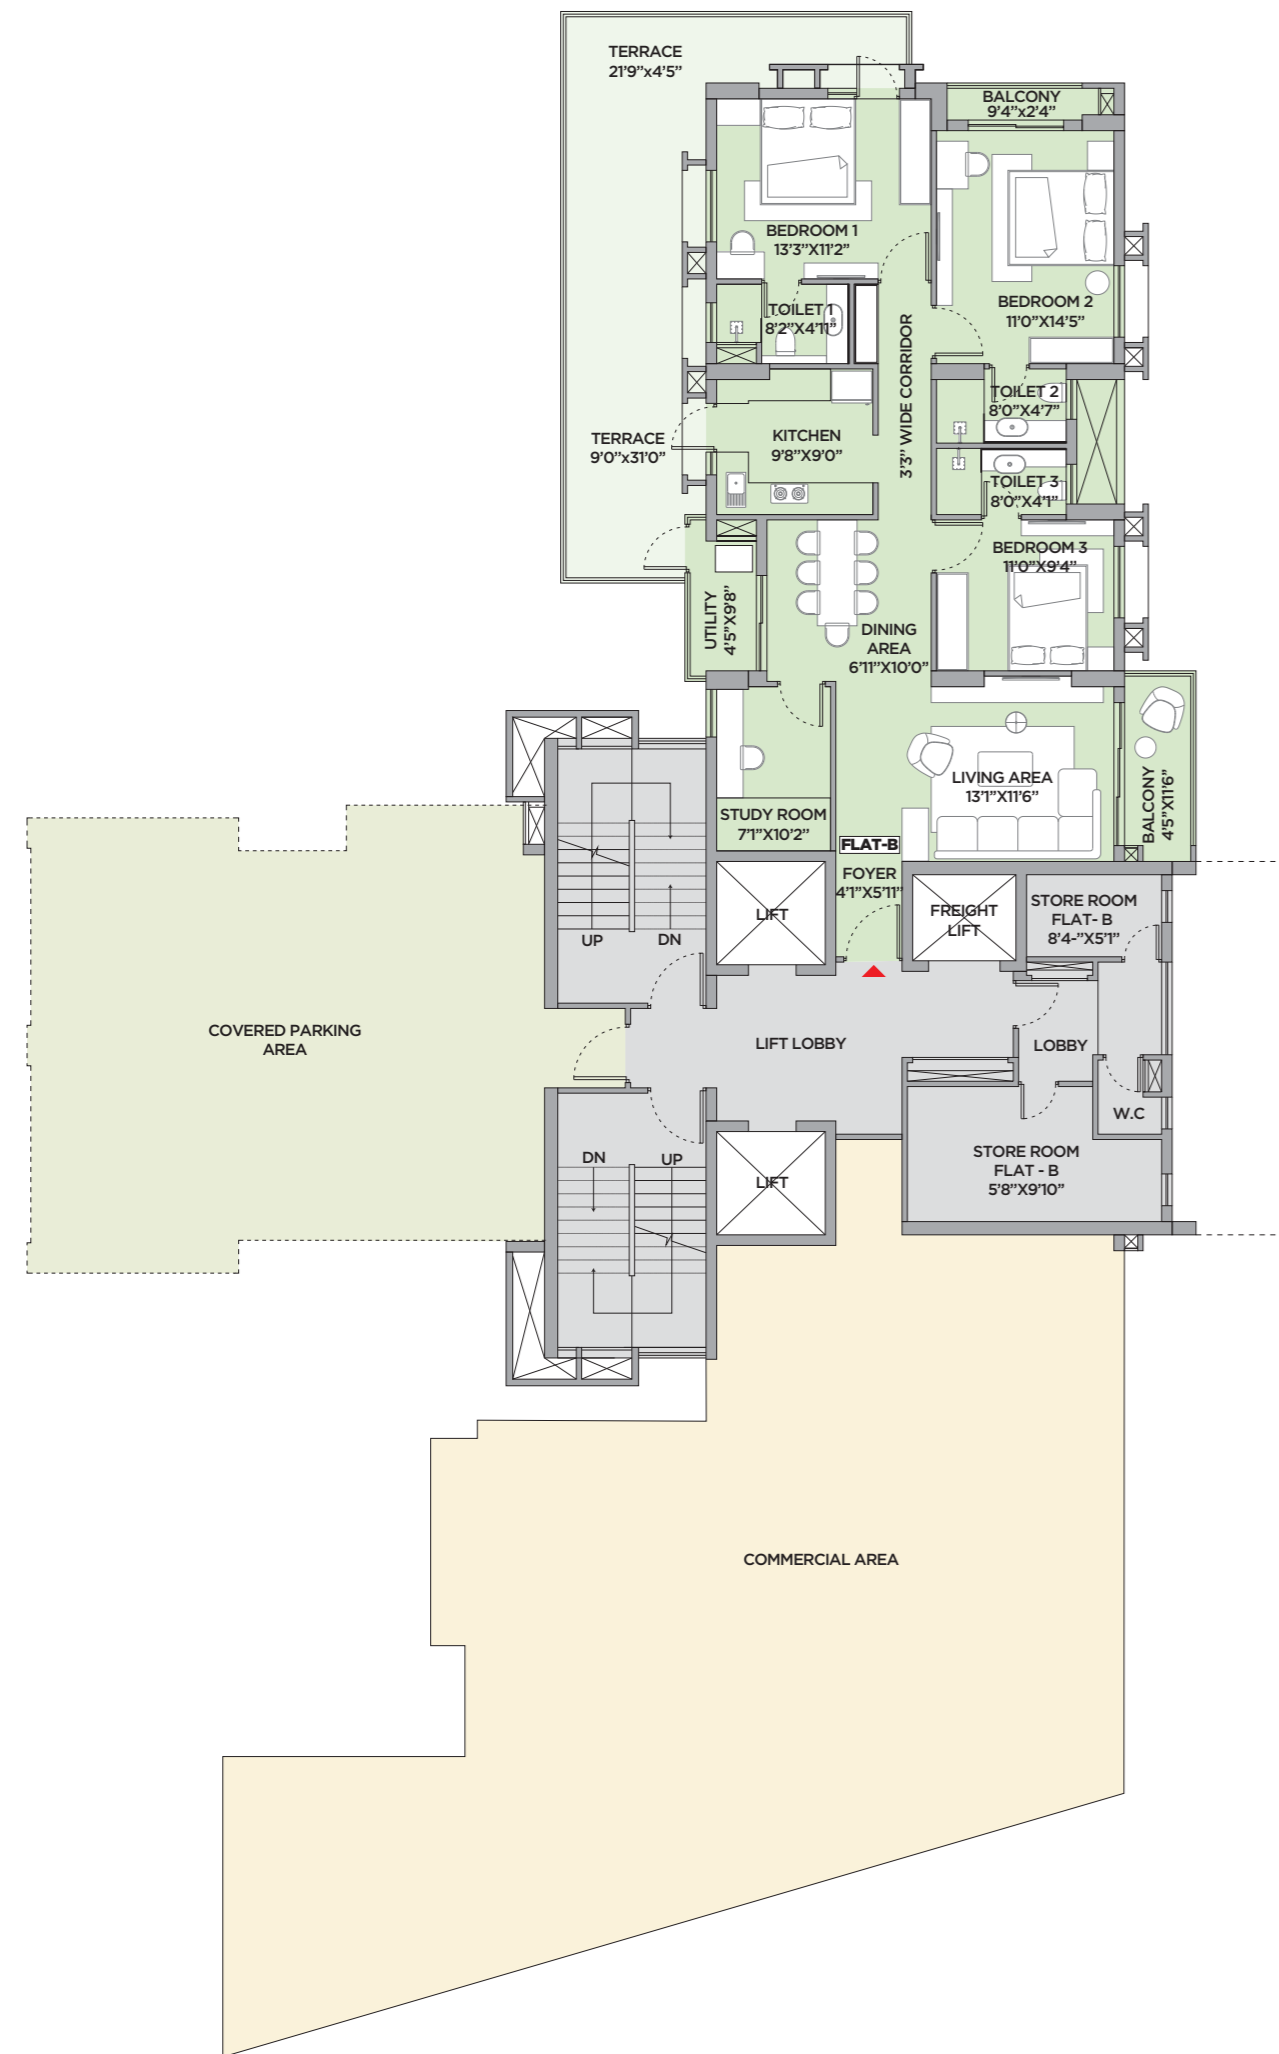 TERRACE
21'9"x4'5"
BALCONY
9'4"x2'4"
BEDROOM 1
13'3"X11'2"
BEDROOM 2
11'0"X14'5"
TOILET 1
8'2"X4'11"
3'3" WIDE CORRIDOR
TOILET 2
8'0"X4'7"
TERRACE
9'0"x31'0"
KITCHEN
9'8"X9'0"
TOILET 3
8'0"X4'1"
BEDROOM 3
11'0"X9'4"
UTILITY
4'5"X9'8"
DINING
AREA
6'11"X10'0"
LIVING AREA
13'1"X11'6"
BALCONY
4'5"X11'6"
STUDY ROOM
7'1"X10'2"
FLAT-B
FOYER
4'1"X5'11"
LIFT
FREIGHT
LIFT
STORE ROOM
FLAT- B
8'4-"X5'1"
UP
DN
COVERED PARKING
AREA
LIFT LOBBY
LOBBY
W.C
DN
UP
LIFT
STORE ROOM
FLAT - B
5'8"X9'10"
COMMERCIAL AREA